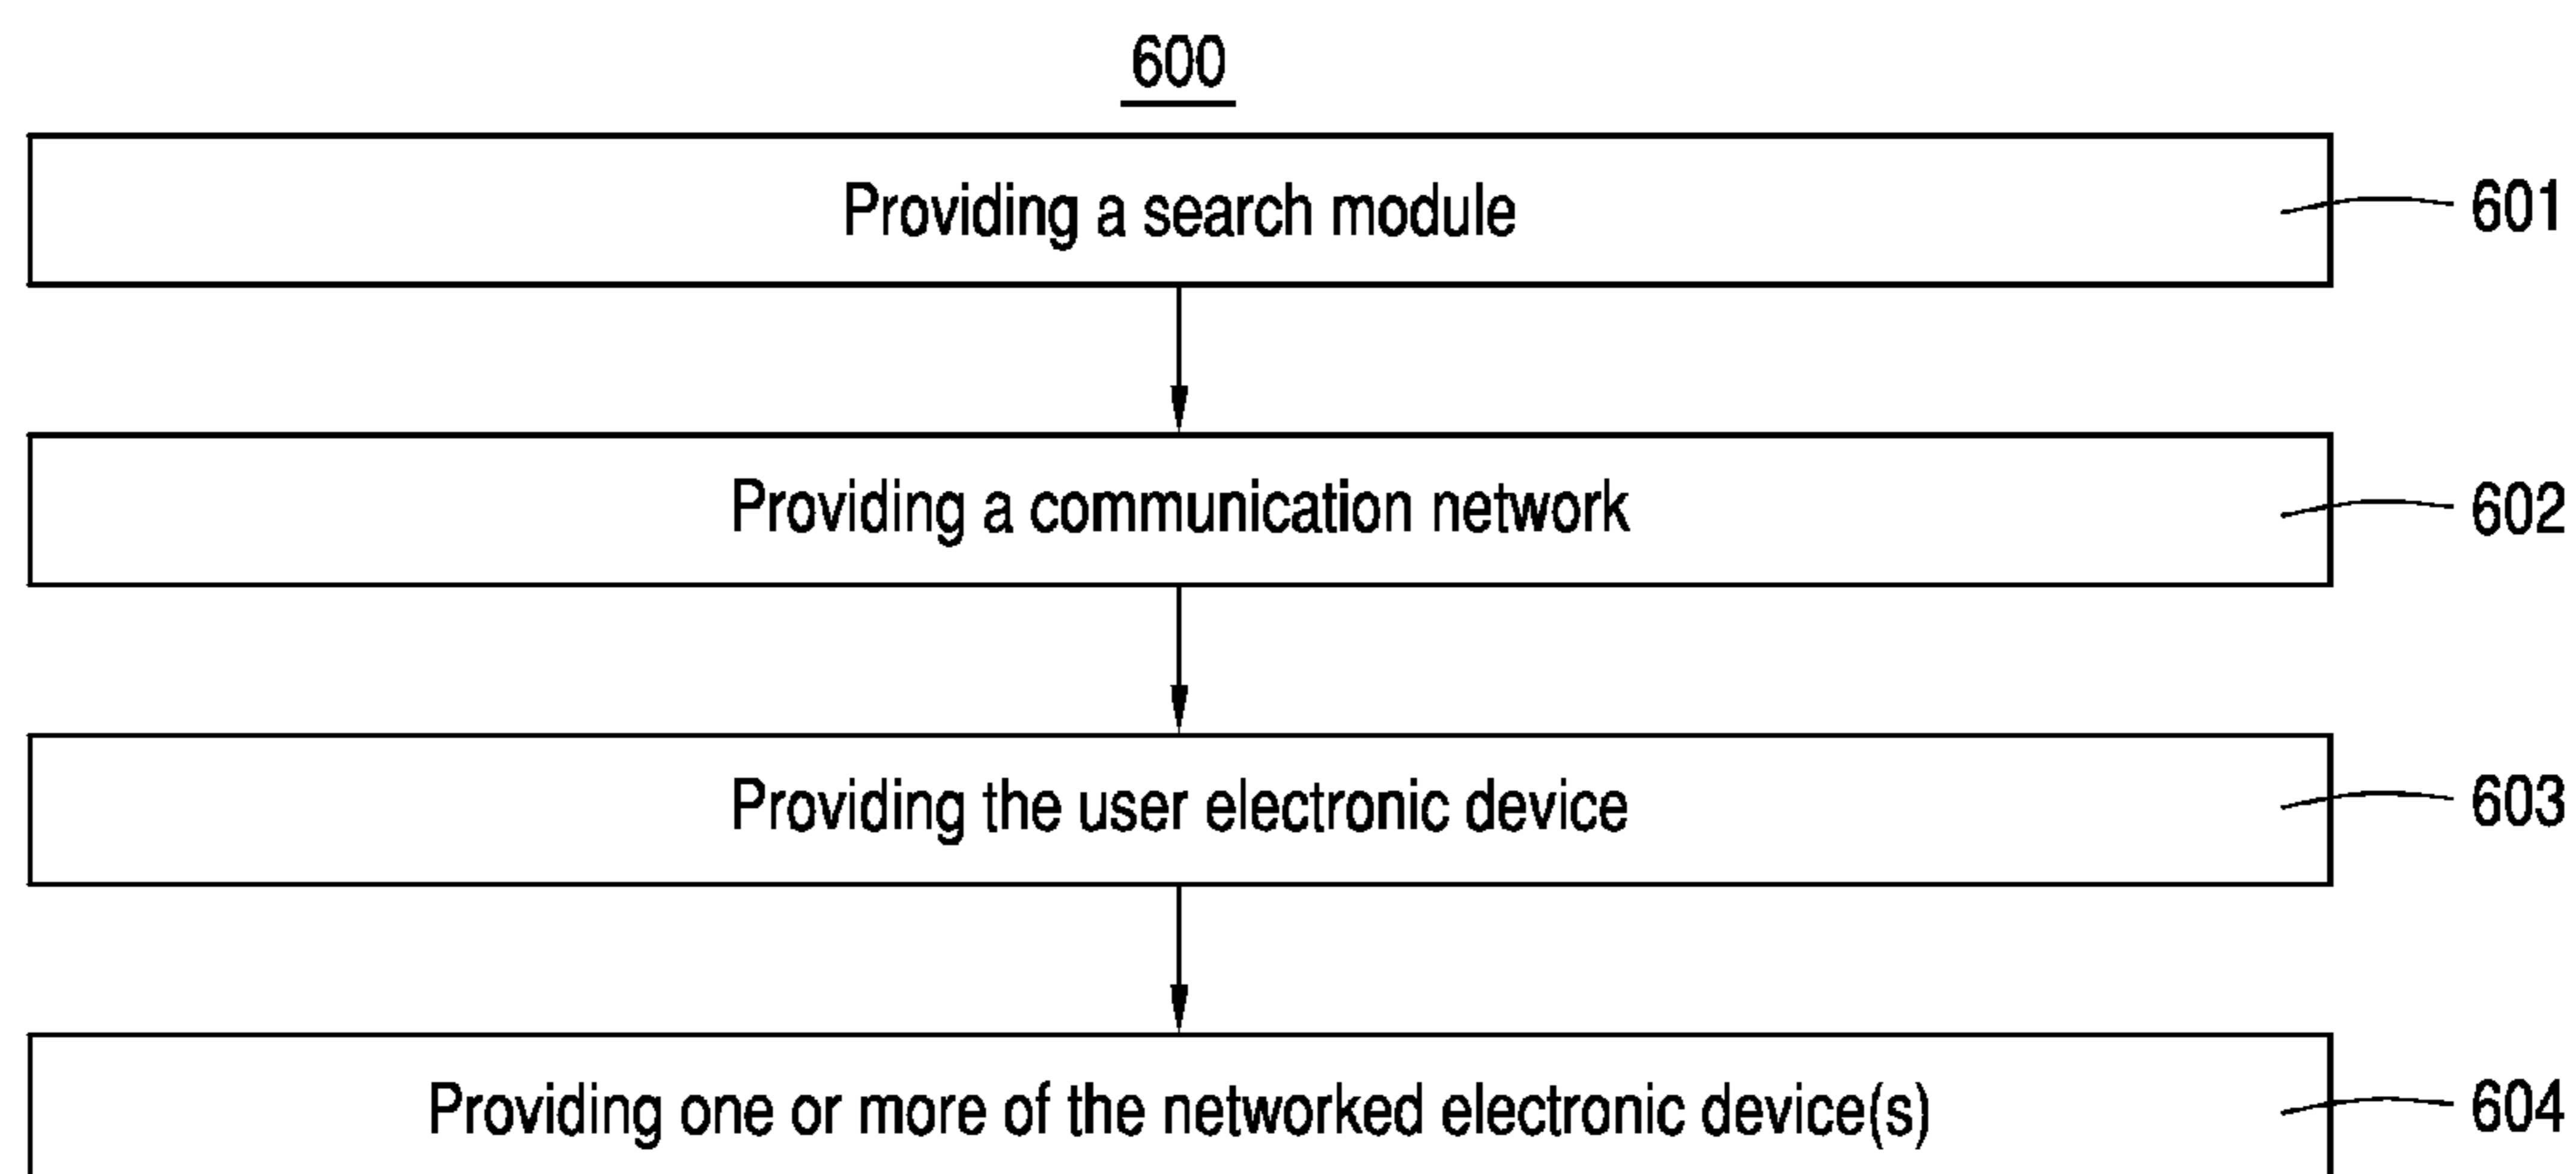 600
Providing a search module 601
Providing a communication network 602
Providing the user electronic device 603
Providing one or more of the networked electronic device(s) 604